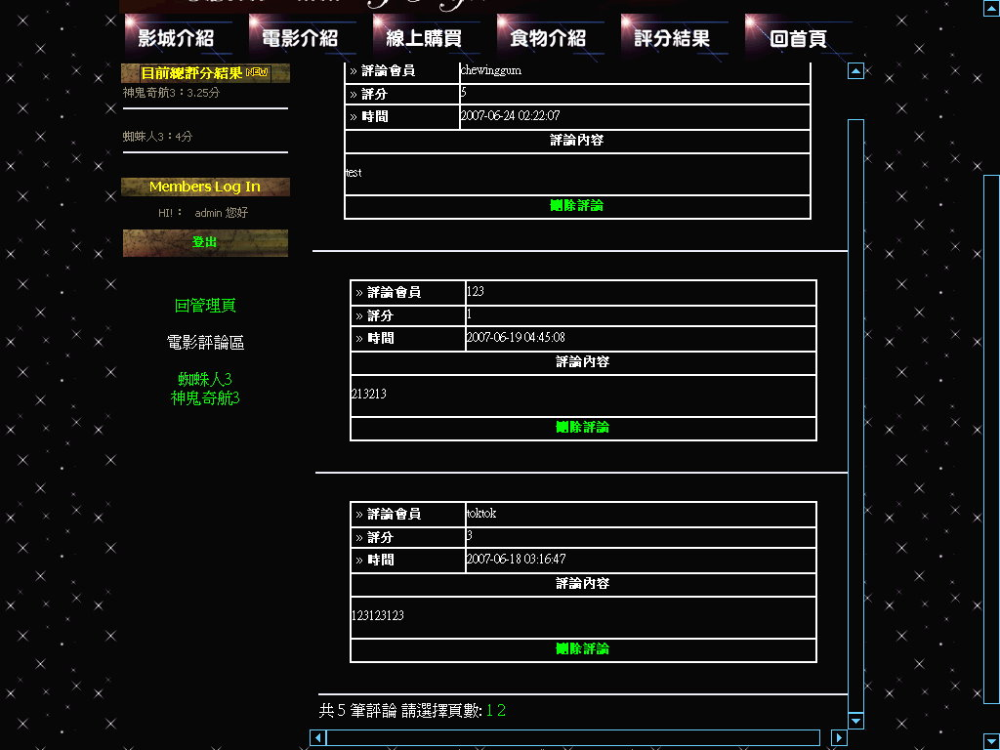 影城介紹 電影介紹 線上購買 食物介紹 評分結果 回首頁
目前總評分結果 NEW
神鬼奇航3：3.25分
蜘蛛人3：4分
Members Log In
HI!： admin 您好
登出
回管理頁
電影評論區
蜘蛛人3
神鬼奇航3
» 評論會員 chewinggum
» 評分 5
» 時間 2007-06-24 02:22:07
評論內容
test
刪除評論
» 評論會員 123
» 評分 1
» 時間 2007-06-19 04:45:08
評論內容
213213
刪除評論
» 評論會員 toktok
» 評分 3
» 時間 2007-06-18 03:16:47
評論內容
123123123
刪除評論
共 5 筆評論 請選擇頁數: 1 2